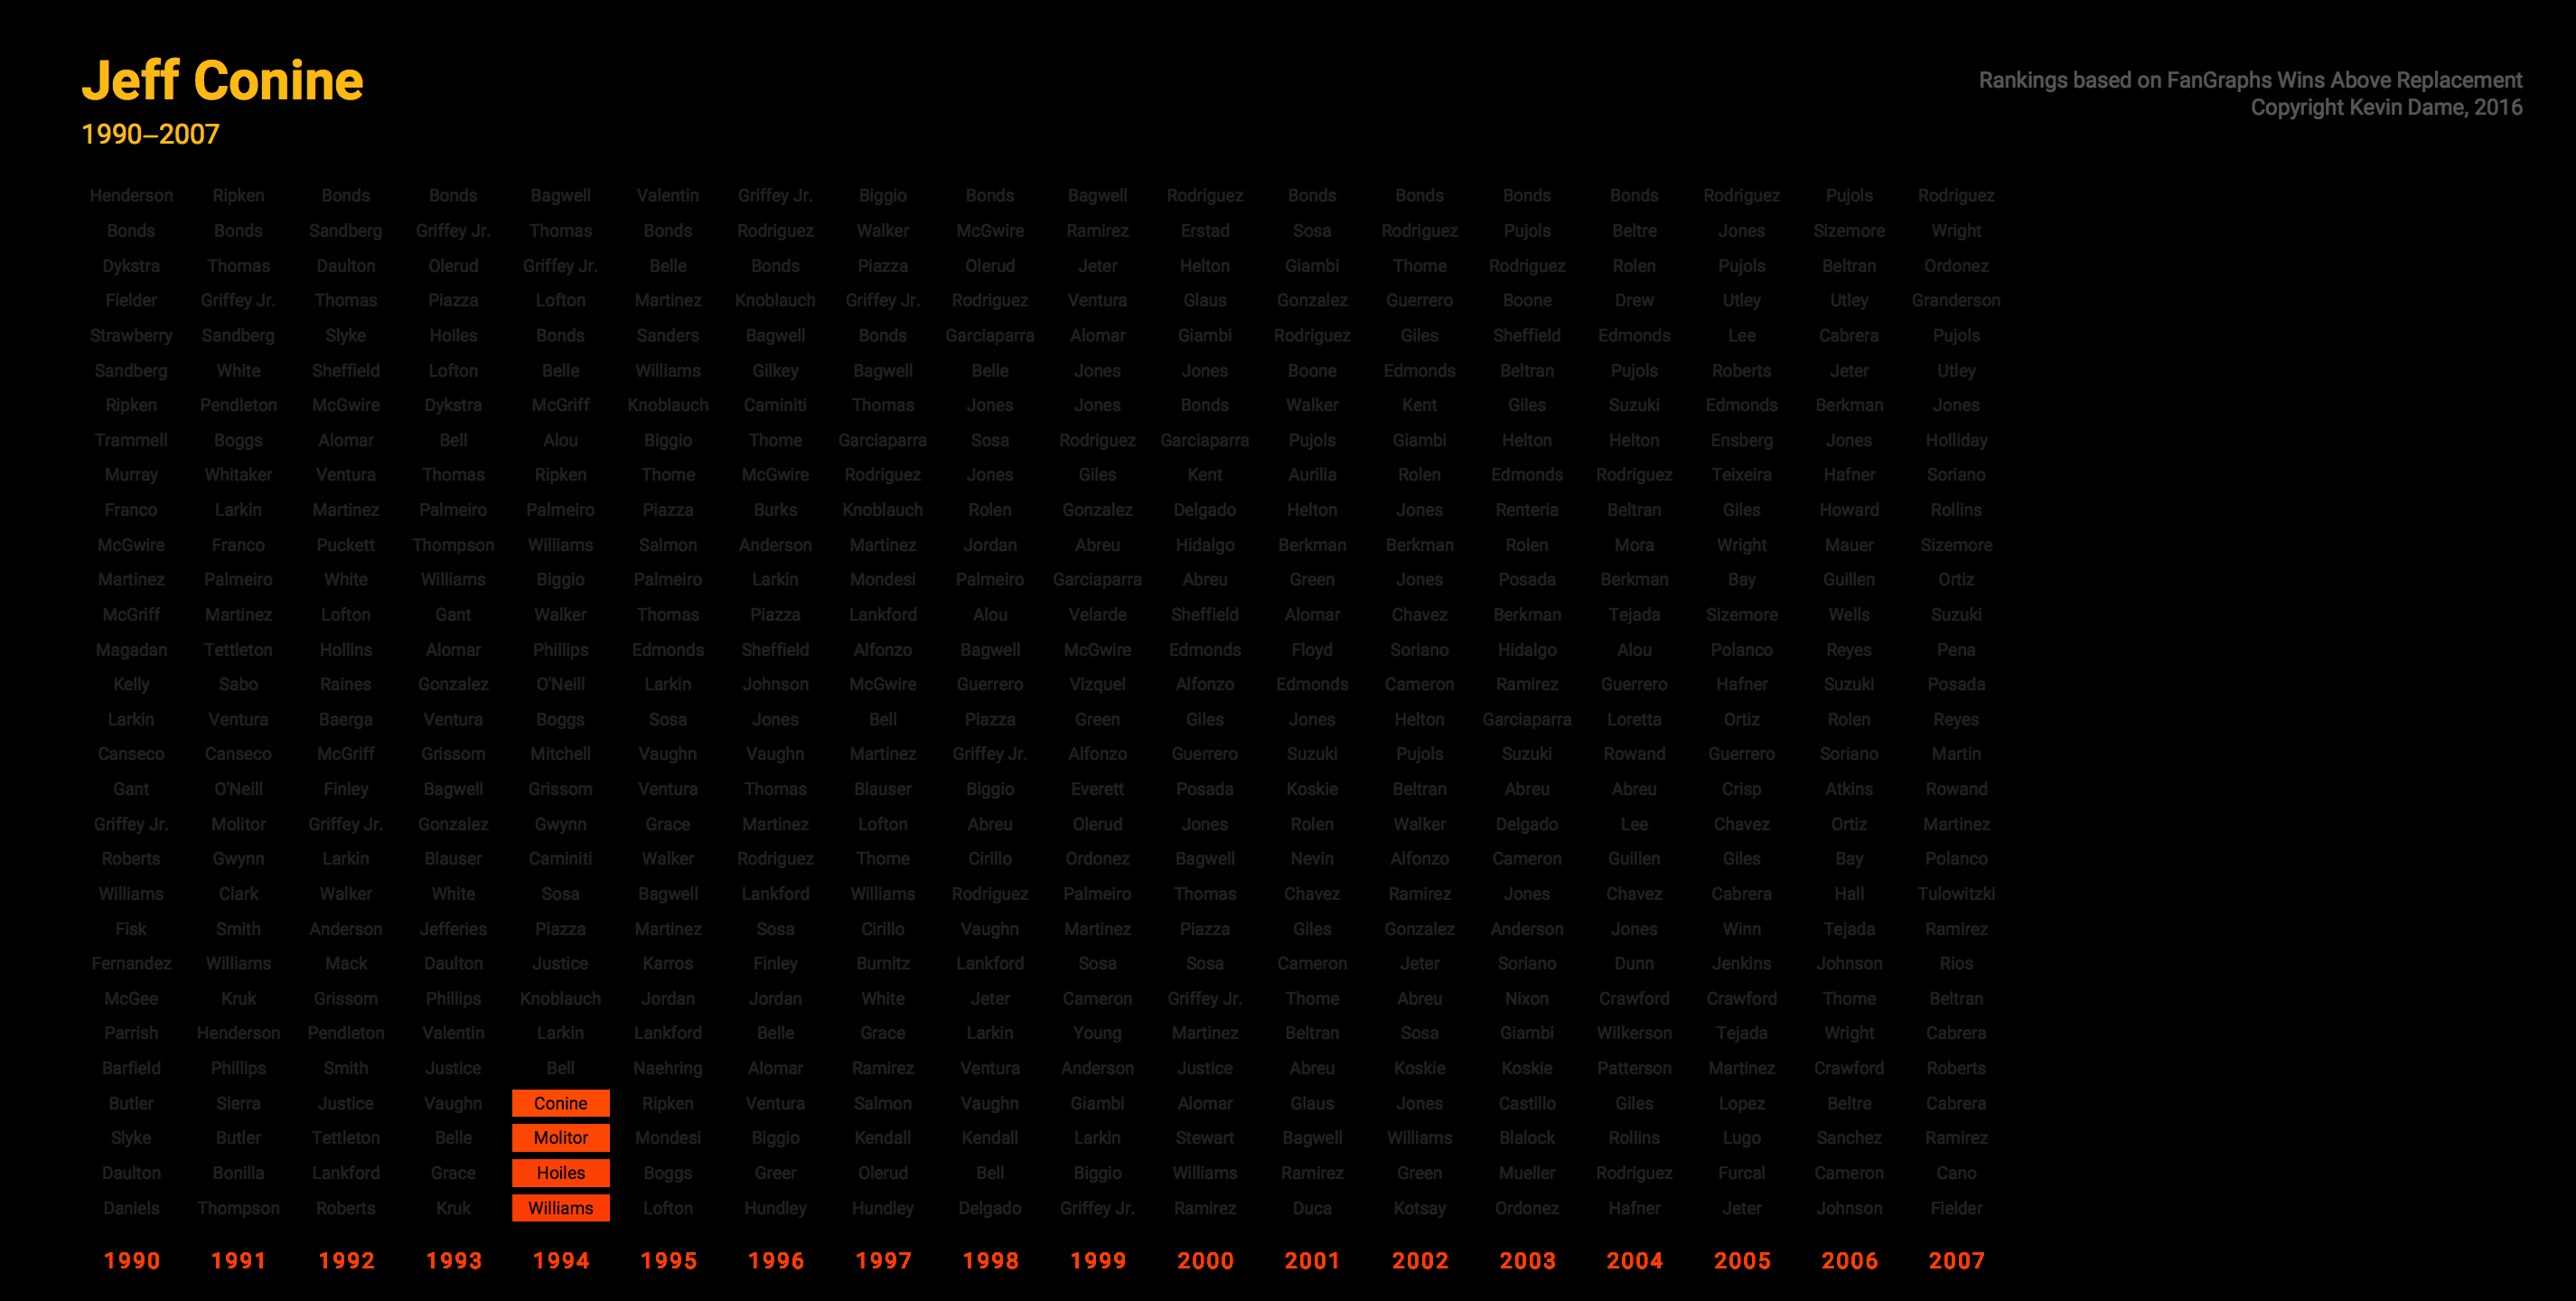 Jeff Conine
1990–2007
Rankings based on FanGraphs Wins Above Replacement
Copyright Kevin Dame, 2016
Henderson Ripken Bonds Bonds Bagwell Valentin Griffey Jr. Biggio Bonds Bagwell Rodriguez Bonds Bonds Bonds Bonds Rodriguez Pujols Rodriguez
Bonds Bonds Sandberg Griffey Jr. Thomas Bonds Rodriguez Walker McGwire Ramirez Erstad Sosa Rodriguez Pujols Beltre Jones Sizemore Wright
Dykstra Thomas Daulton Olerud Griffey Jr. Belle Bonds Piazza Olerud Jeter Helton Giambi Thome Rodriguez Rolen Pujols Beltran Ordonez
Fielder Griffey Jr. Thomas Piazza Lofton Martinez Knoblauch Griffey Jr. Rodriguez Ventura Glaus Gonzalez Guerrero Boone Drew Utley Utley Granderson
Strawberry Sandberg Slyke Hoiles Bonds Sanders Bagwell Bonds Garciaparra Alomar Giambi Rodriguez Giles Sheffield Edmonds Lee Cabrera Pujols
Sandberg White Sheffield Lofton Belle Williams Gilkey Bagwell Belle Jones Jones Boone Edmonds Beltran Pujols Roberts Jeter Utley
Ripken Pendleton McGwire Dykstra McGriff Knoblauch Caminiti Thomas Jones Jones Bonds Walker Kent Giles Suzuki Edmonds Berkman Jones
Trammell Boggs Alomar Bell Alou Biggio Thome Garciaparra Sosa Rodriguez Garciaparra Pujols Giambi Helton Helton Ensberg Jones Holliday
Murray Whitaker Ventura Thomas Ripken Thome McGwire Rodriguez Jones Giles Kent Aurilia Rolen Edmonds Rodriguez Teixeira Hafner Soriano
Franco Larkin Martinez Palmeiro Palmeiro Piazza Burks Knoblauch Rolen Gonzalez Delgado Helton Jones Renteria Beltran Giles Howard Rollins
McGwire Franco Puckett Thompson Williams Salmon Anderson Martinez Jordan Abreu Hidalgo Berkman Berkman Rolen Mora Wright Mauer Sizemore
Martinez Palmeiro White Williams Biggio Palmeiro Larkin Mondesi Palmeiro Garciaparra Abreu Green Jones Posada Berkman Bay Guillen Ortiz
McGriff Martinez Lofton Gant Walker Thomas Piazza Lankford Alou Velarde Sheffield Alomar Chavez Berkman Tejada Sizemore Wells Suzuki
Magadan Tettleton Hollins Alomar Phillips Edmonds Sheffield Alfonzo Bagwell McGwire Edmonds Floyd Soriano Hidalgo Alou Polanco Reyes Pena
Kelly Sabo Raines Gonzalez O'Neill Larkin Johnson McGwire Guerrero Vizquel Alfonzo Edmonds Cameron Ramirez Guerrero Hafner Suzuki Posada
Larkin Ventura Baerga Ventura Boggs Sosa Jones Bell Piazza Green Giles Jones Helton Garciaparra Loretta Ortiz Rolen Reyes
Canseco Canseco McGriff Grissom Mitchell Vaughn Vaughn Martinez Griffey Jr. Alfonzo Guerrero Suzuki Pujols Suzuki Rowand Guerrero Soriano Martin
Gant O'Neill Finley Bagwell Grissom Ventura Thomas Blauser Biggio Everett Posada Koskie Beltran Abreu Abreu Crisp Atkins Rowand
Griffey Jr. Molitor Griffey Jr. Gonzalez Gwynn Grace Martinez Lofton Abreu Olerud Jones Rolen Walker Delgado Lee Chavez Ortiz Martinez
Roberts Gwynn Larkin Blauser Caminiti Walker Rodriguez Thome Cirillo Ordonez Bagwell Nevin Alfonzo Cameron Guillen Giles Bay Polanco
Williams Clark Walker White Sosa Bagwell Lankford Williams Rodriguez Palmeiro Thomas Chavez Ramirez Jones Chavez Cabrera Hall Tulowitzki
Fisk Smith Anderson Jefferies Piazza Martinez Sosa Cirillo Vaughn Martinez Piazza Giles Gonzalez Anderson Jones Winn Tejada Ramirez
Fernandez Williams Mack Daulton Justice Karros Finley Burnitz Lankford Sosa Sosa Cameron Jeter Soriano Dunn Jenkins Johnson Rios
McGee Kruk Grissom Phillips Knoblauch Jordan Jordan White Jeter Cameron Griffey Jr. Thome Abreu Nixon Crawford Crawford Thome Beltran
Parrish Henderson Pendleton Valentin Larkin Lankford Belle Grace Larkin Young Martinez Beltran Sosa Giambi Wilkerson Tejada Wright Cabrera
Barfield Phillips Smith Justice Bell Naehring Alomar Ramirez Ventura Anderson Justice Abreu Koskie Koskie Patterson Martinez Crawford Roberts
Butler Sierra Justice Vaughn Conine Ripken Ventura Salmon Vaughn Giambi Alomar Glaus Jones Castillo Giles Lopez Beltre Cabrera
Slyke Butler Tettleton Belle Molitor Mondesi Biggio Kendall Kendall Larkin Stewart Bagwell Williams Blalock Rollins Lugo Sanchez Ramirez
Daulton Bonilla Lankford Grace Hoiles Boggs Greer Olerud Bell Biggio Williams Ramirez Green Mueller Rodriguez Furcal Cameron Cano
Daniels Thompson Roberts Kruk Williams Lofton Hundley Hundley Delgado Griffey Jr. Ramirez Duca Kotsay Ordonez Hafner Jeter Johnson Fielder
1990 1991 1992 1993 1994 1995 1996 1997 1998 1999 2000 2001 2002 2003 2004 2005 2006 2007